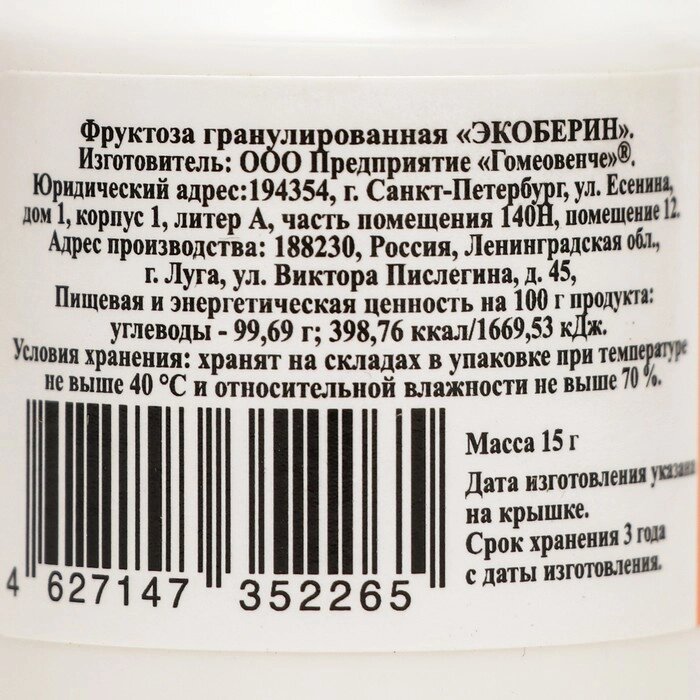 Фруктоза гранулированная «ЭКОБЕРИН».
Изготовитель: ООО Предприятие «Гомеовенче»®.
Юридический адрес:194354, г. Санкт-Петербург, ул. Есенина,
дом 1, корпус 1, литер А, часть помещения 140Н, помещение 12.
Адрес производства: 188230, Россия, Ленинградская обл.,
г. Луга, ул. Виктора Пислегина, д. 45,
Пищевая и энергетическая ценность на 100 г продукта:
углеводы - 99,69 г; 398,76 ккал/1669,53 кДж.
Условия хранения: хранят на складах в упаковке при температуре
не выше 40 °С и относительной влажности не выше 70 %.
Масса 15 г
Дата изготовления указана
на крышке.
Срок хранения 3 года
с даты изготовления.
4 627147 352265